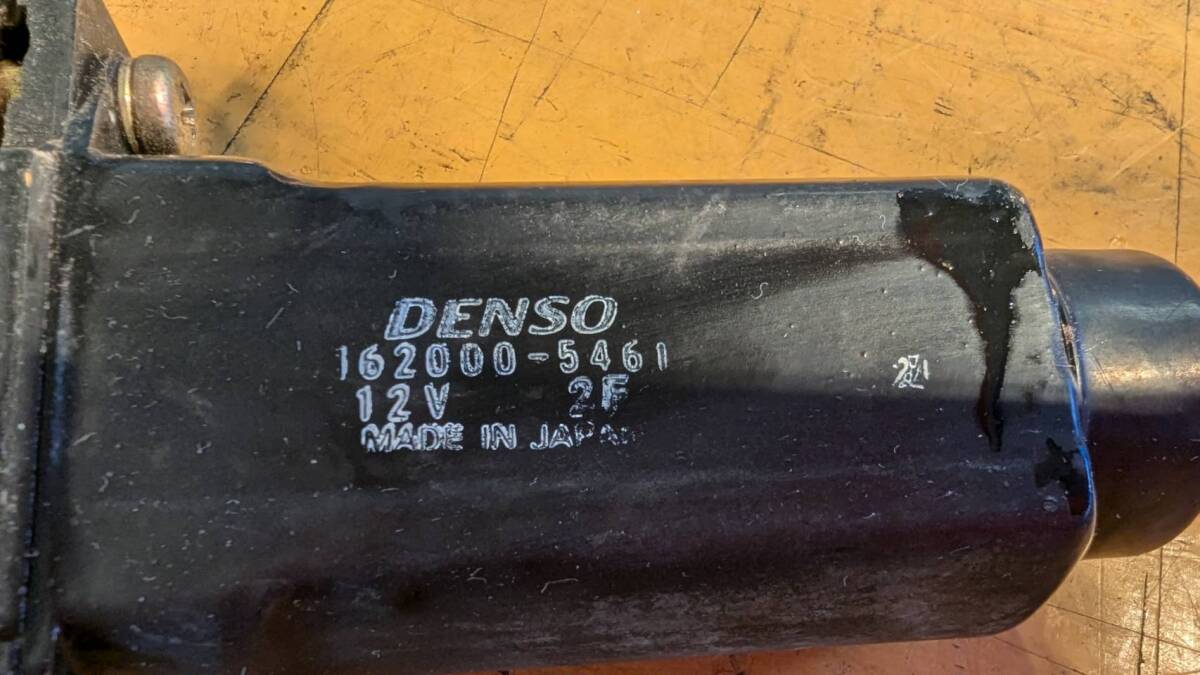 DENSO
162000-5461
12V 2F
MADE IN JAPAN